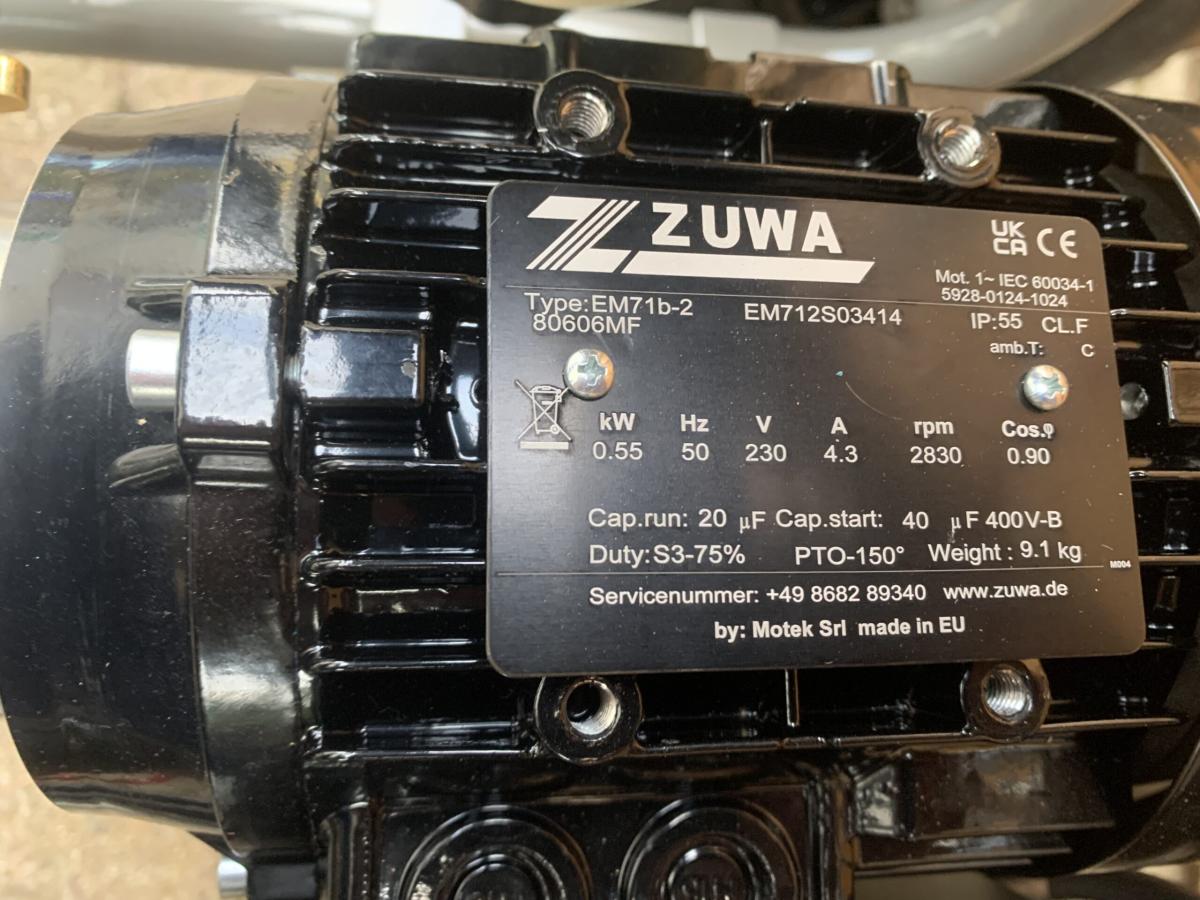 ZUWA
UK
CA CE
Mot. 1~ IEC 60034-1
5928-0124-1024
Type:EM71b-2 EM712S03414 IP:55 CL.F
80606MF
amb.T: C
kW Hz V A rpm Cos.φ
0.55 50 230 4.3 2830 0.90
Cap.run: 20 μF Cap.start: 40 μF 400V-B
Duty:S3-75% PTO-150° Weight : 9.1 kg
M004
Servicenummer: +49 8682 89340 www.zuwa.de
by: Motek Srl made in EU